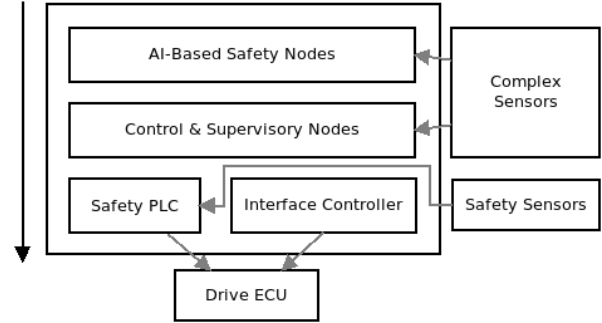 AI-Based Safety Nodes
Complex
Sensors
Control & Supervisory Nodes
Safety PLC
Interface Controller
Safety Sensors
Drive ECU